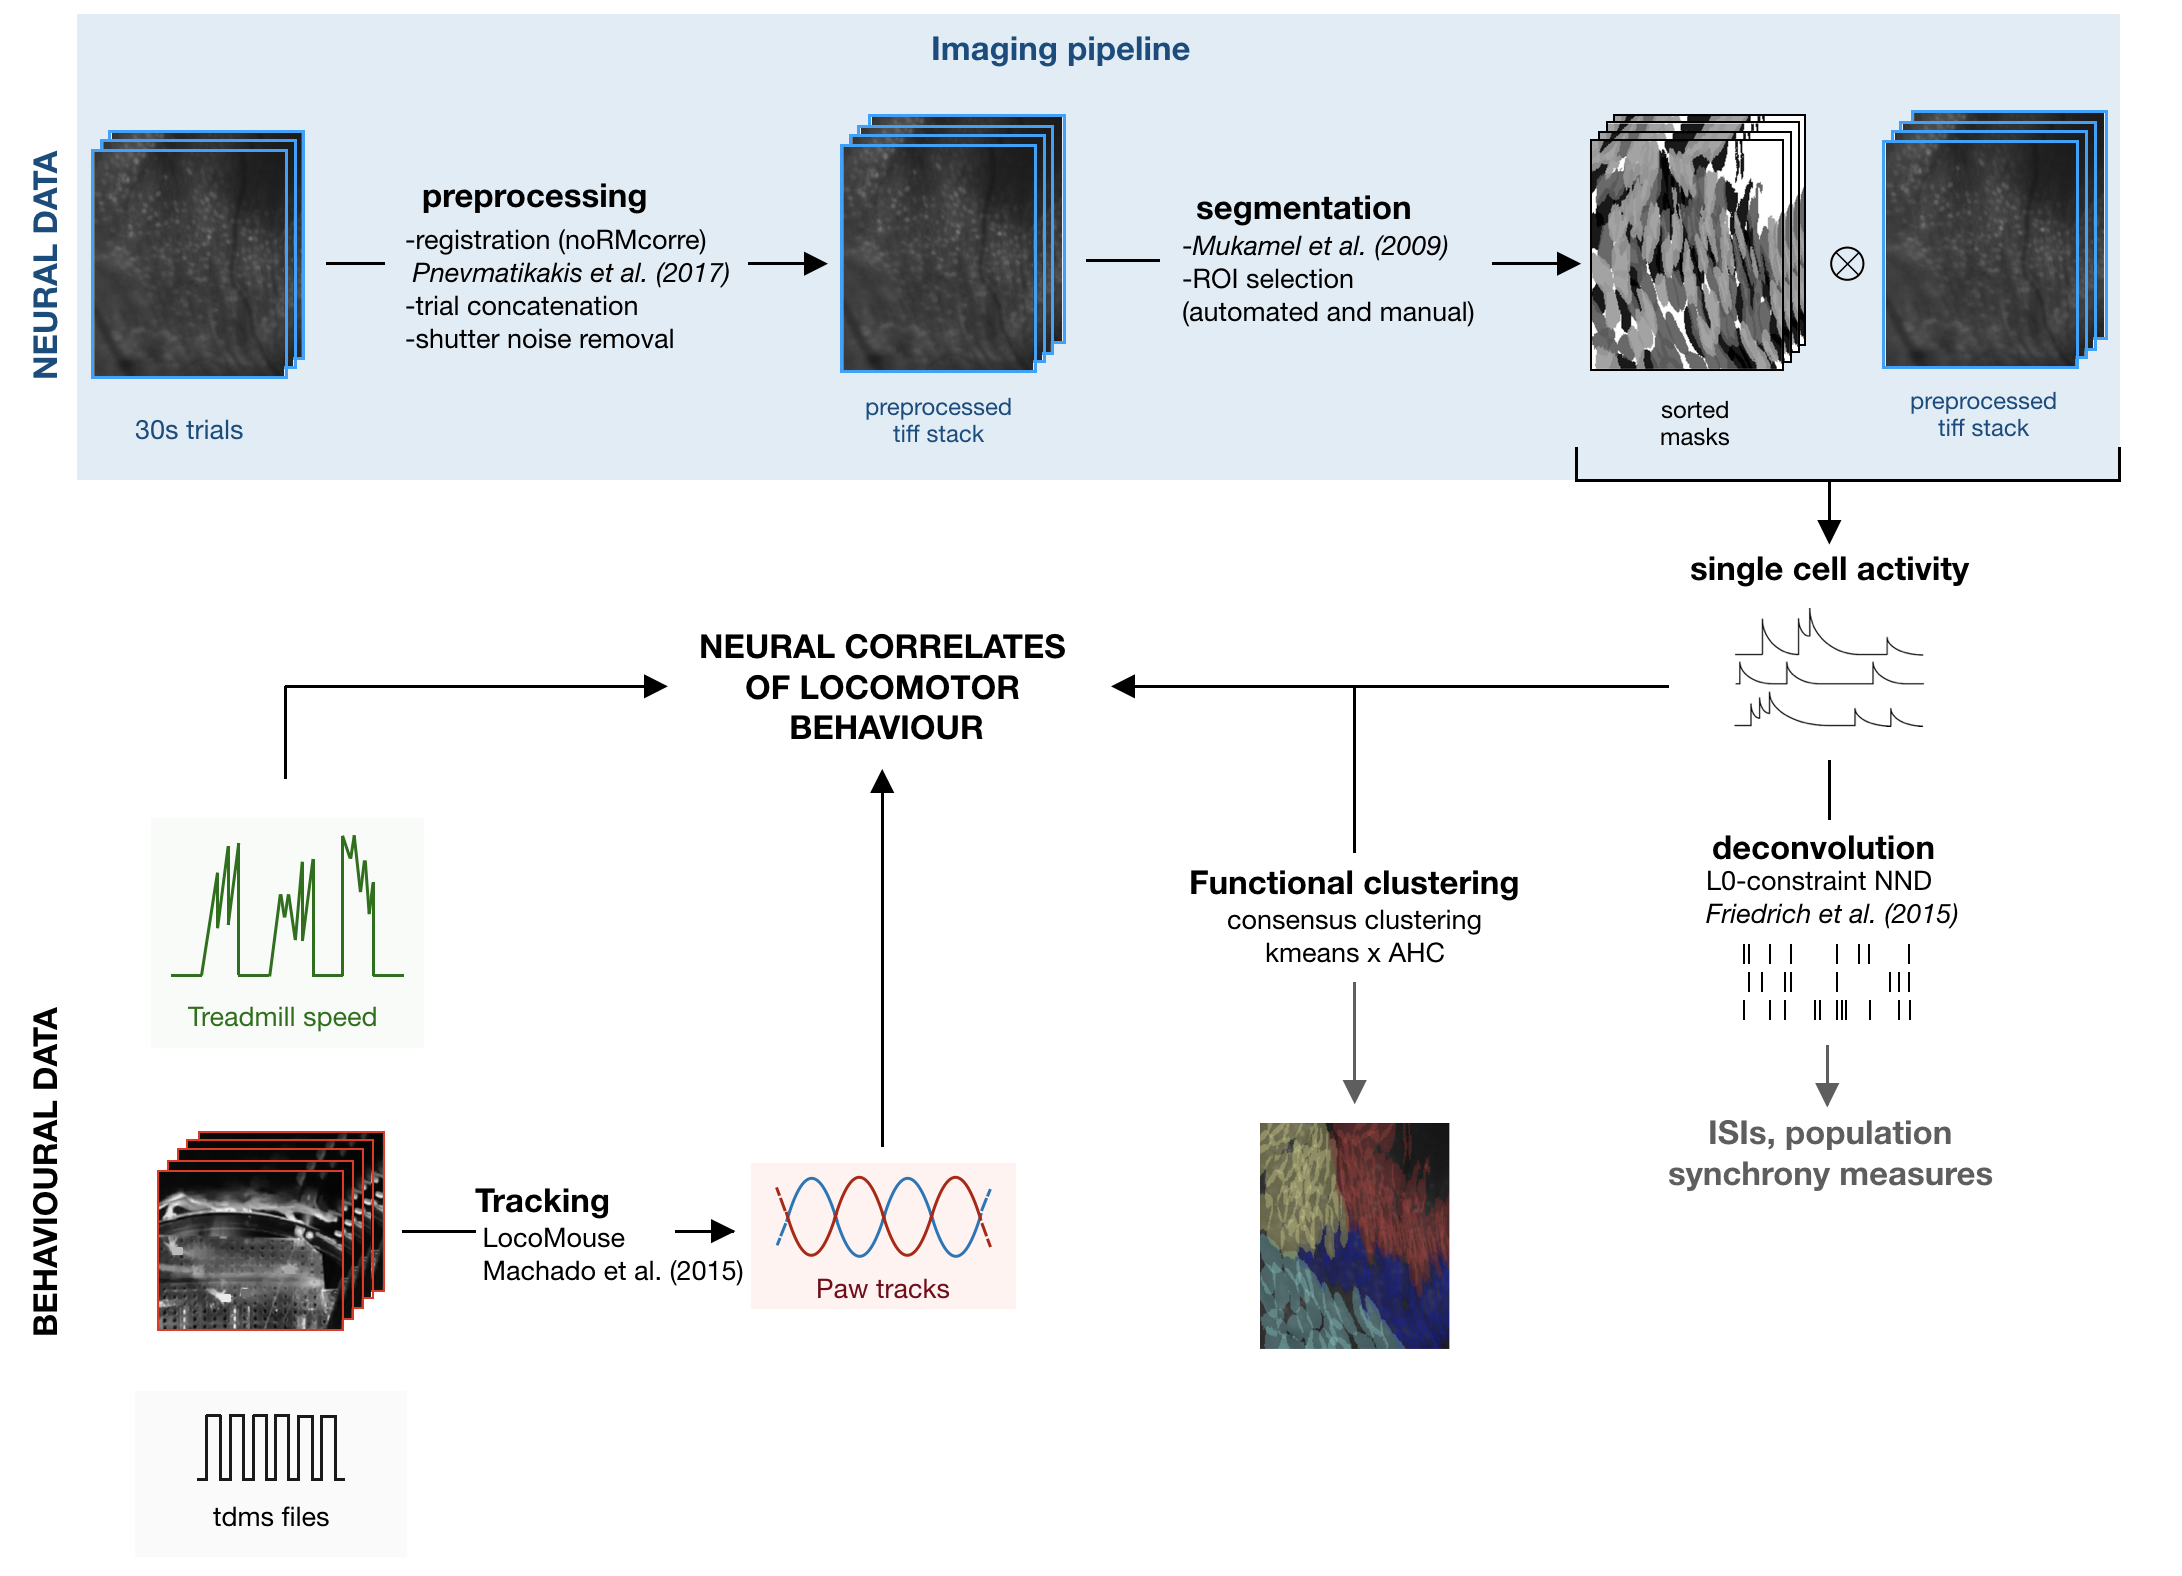 Imaging pipeline
NEURAL DATA
preprocessing
-registration (noRMcorre)
Pnevmatikakis et al. (2017)
-trial concatenation
-shutter noise removal
segmentation
-Mukamel et al. (2009)
-ROI selection
(automated and manual)
30s trials
preprocessed
tiff stack
sorted
masks
preprocessed
tiff stack
single cell activity
NEURAL CORRELATES
OF LOCOMOTOR
BEHAVIOUR
deconvolution
L0-constraint NND
Friedrich et al. (2015)
Functional clustering
consensus clustering
kmeans x AHC
ISIs, population
synchrony measures
BEHAVIOURAL DATA
Treadmill speed
Tracking
LocoMouse
Machado et al. (2015)
Paw tracks
tdms files